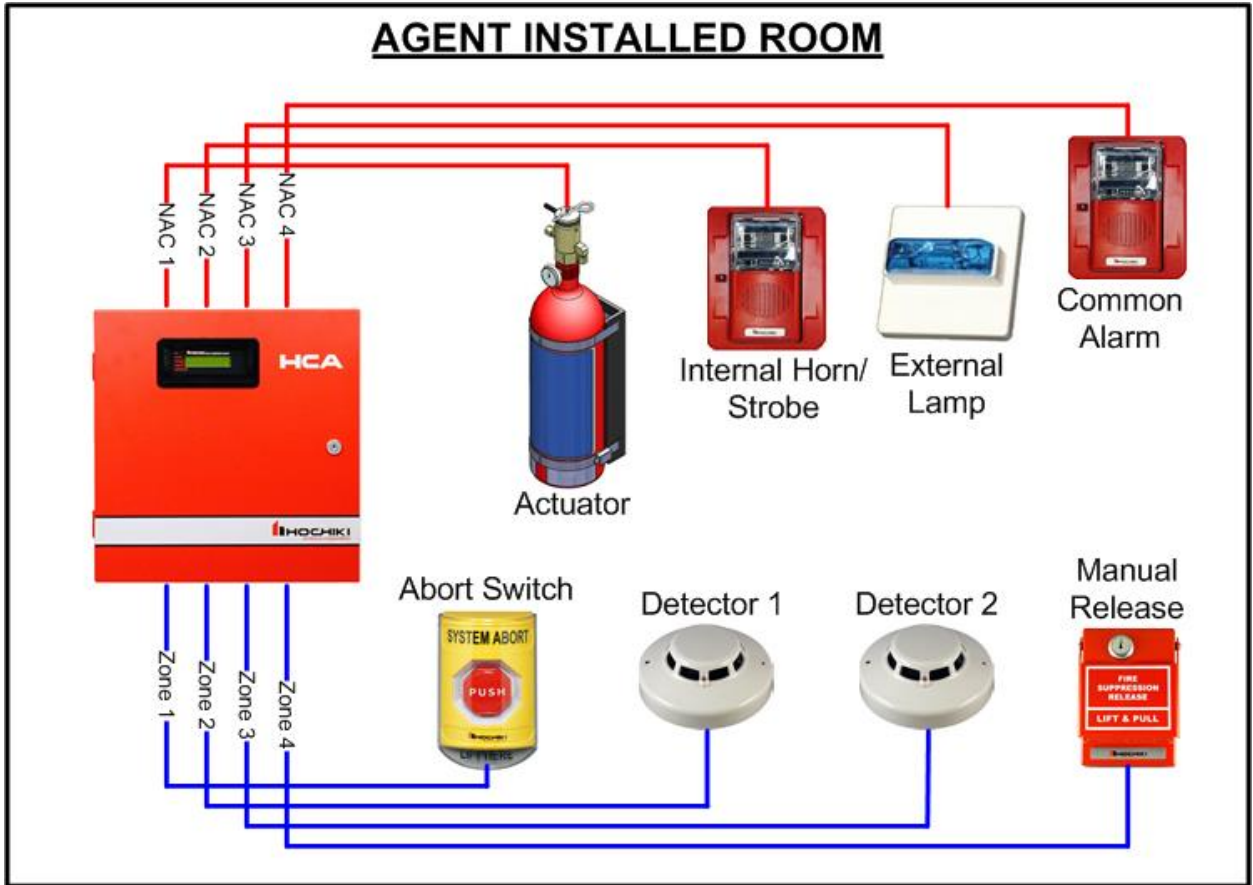 AGENT INSTALLED ROOM
NAC 1
NAC 2
NAC 3
NAC 4
HCA
HOCHIKI
Actuator
Internal Horn/
Strobe
External
Lamp
Common
Alarm
Zone 1
Zone 2
Zone 3
Zone 4
Abort Switch
SYSTEM ABORT
PUSH
HOCHIKI
Detector 1
Detector 2
Manual
Release
FIRE
SUPPRESSION
RELEASE
LIFT & PULL
HOCHIKI